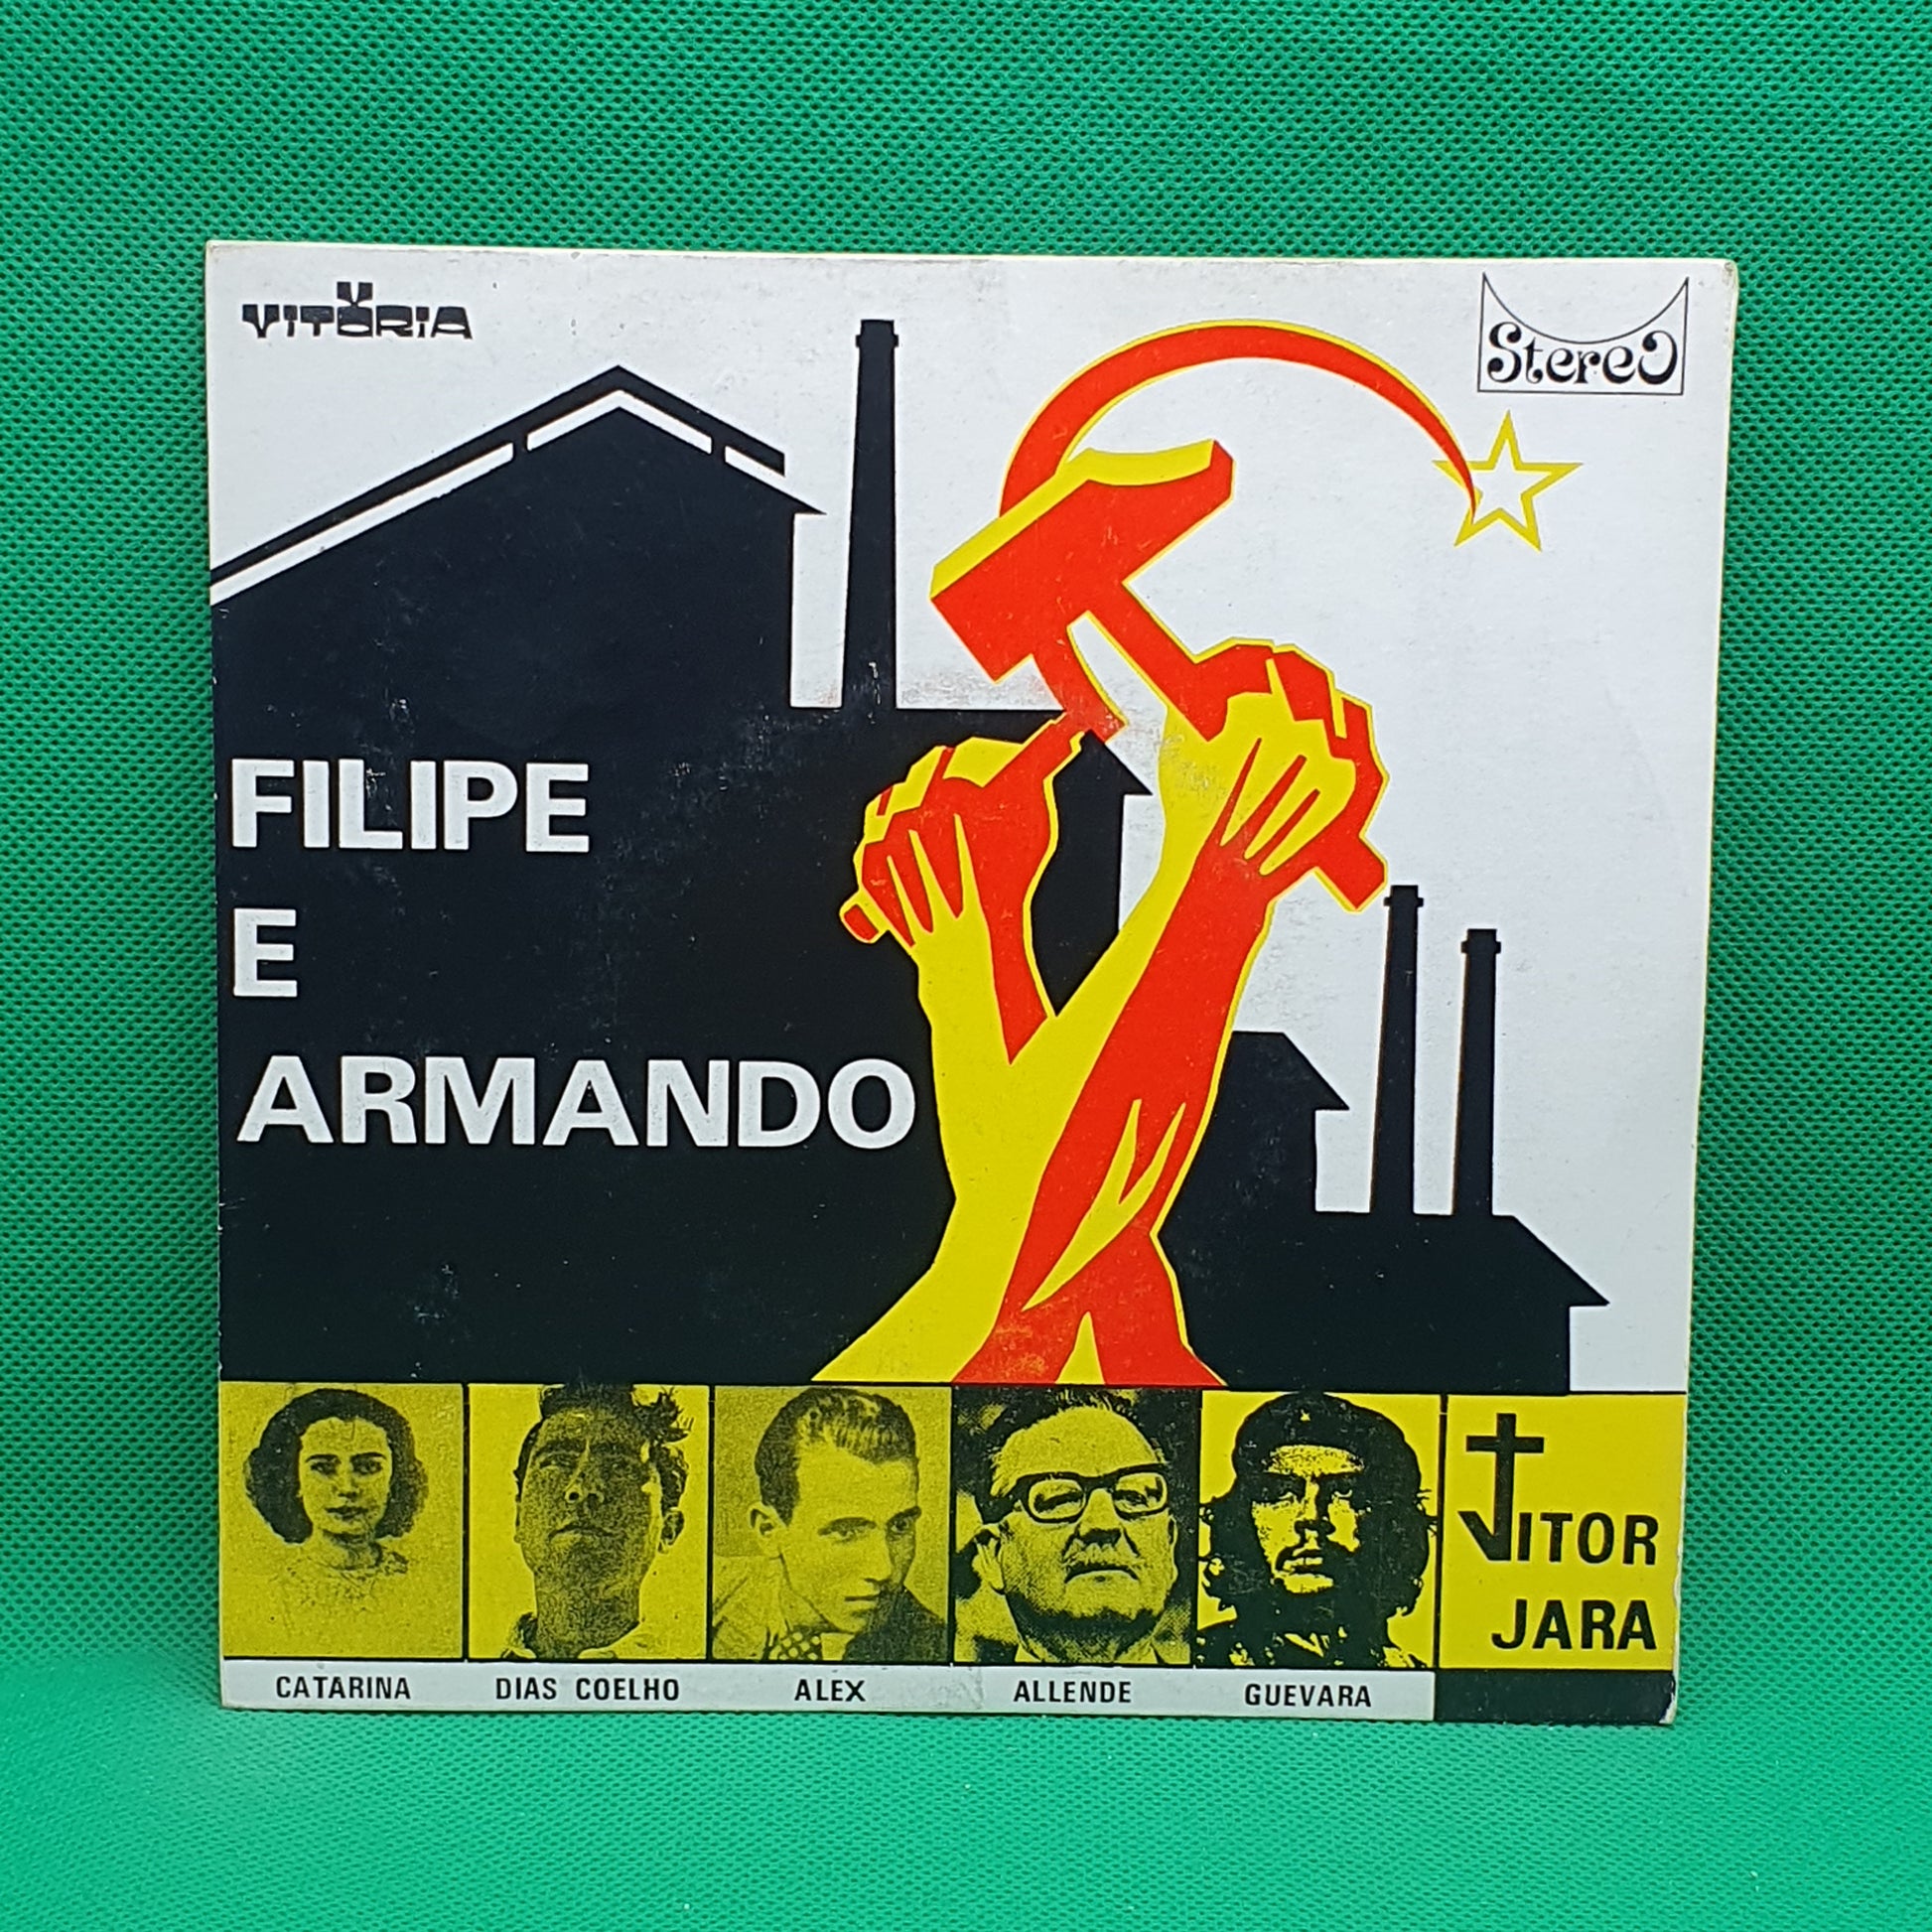 VITÓRIA
Stereo
FILIPE
E
ARMANDO
VITOR
JARA
CATARINA
DIAS COELHO
ALEX
ALLENDE
GUEVARA